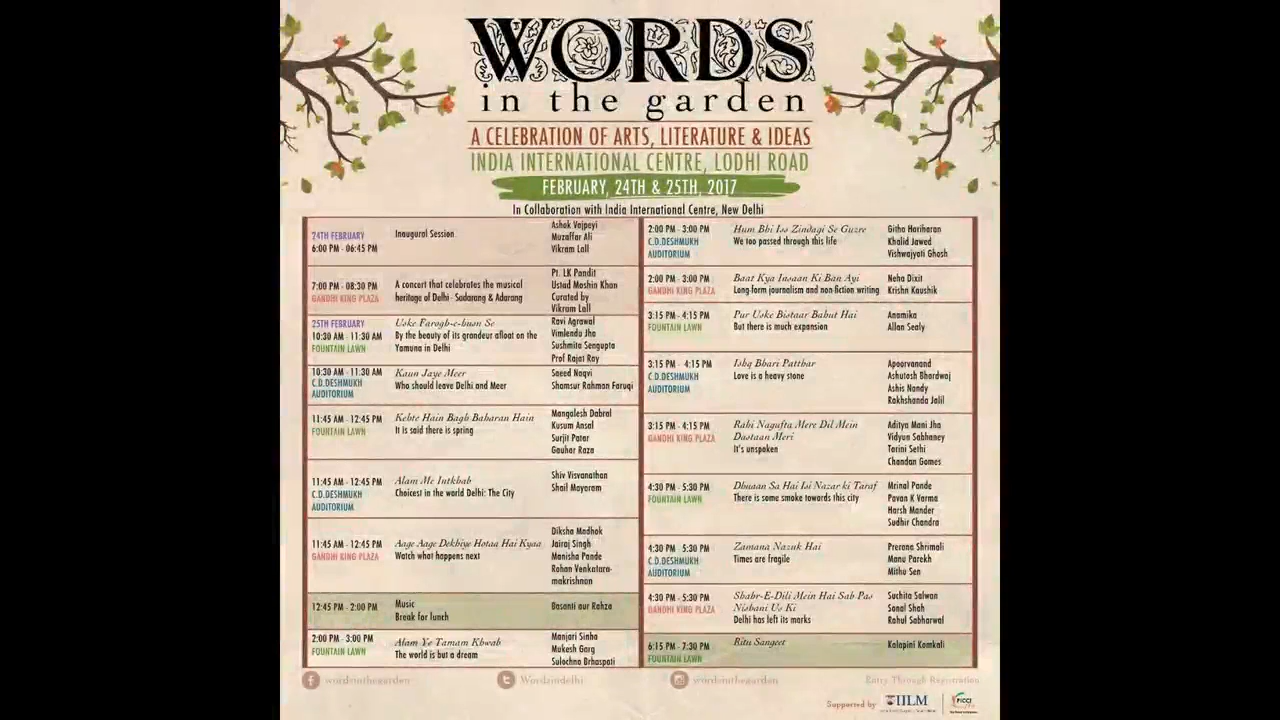 WORDS
in the garden
A CELEBRATION OF ARTS, LITERATURE & IDEAS
INDIA INTERNATIONAL CENTRE, LODHI ROAD
FEBRUARY, 24TH & 25TH, 2017
In Collaboration with India International Centre, New Delhi
24TH FEBRUARY
6:00 PM - 06:45 PM
Inaugural Session
Ashok Vajpeyi
Muzaffar Ali
Vikram Lall
7:00 PM - 08:30 PM
GANDHI KING PLAZA
A concert that celebrates the musical
heritage of Delhi - Sadarang & Adarang
Pt. LK Pandit
Ustad Moshin Khan
Curated by
Vikram Lall
25TH FEBRUARY
10:30 AM - 11:30 AM
FOUNTAIN LAWN
Uske Farogh-e-husn Se
By the beauty of its grandeur afloat on the
Yamuna in Delhi
Ravi Agrawal
Vimlendu Jha
Sushmita Sengupta
Prof Rajat Ray
10:30 AM - 11:30 AM
C.D.DESHMUKH
AUDITORIUM
Kaun Jaye Meer
Who should leave Delhi and Meer
Saeed Naqvi
Shamsur Rahman Faruqi
11:45 AM - 12:45 PM
FOUNTAIN LAWN
Kehte Hain Bagh Baharan Hain
It is said there is spring
Mangalesh Dabral
Kusum Ansal
Surjit Patar
Gauhar Raza
11:45 AM - 12:45 PM
C.D.DESHMUKH
AUDITORIUM
Alam Me Intkhab
Choicest in the world Delhi: The City
Shiv Visvanathan
Shail Mayaram
11:45 AM - 12:45 PM
GANDHI KING PLAZA
Aage Aage Dekhiye Hotaa Hai Kyaa
Watch what happens next
Diksha Madhok
Jairaj Singh
Manisha Pande
Rohan Venkatara-
makrishnan
12:45 PM - 2:00 PM
Music
Break for lunch
Basanti aur Rahza
2:00 PM - 3:00 PM
FOUNTAIN LAWN
Alam Ye Tamam Khwab
The world is but a dream
Manjari Sinha
Mukesh Garg
Sulochna Brhaspati
2:00 PM - 3:00 PM
C.D.DESHMUKH
AUDITORIUM
Hum Bhi Iss Zindagi Se Guzre
We too passed through this life
Githa Hariharan
Khalid Jawed
Vishwajyoti Ghosh
2:00 PM - 3:00 PM
GANDHI KING PLAZA
Baat Kya Insaan Ki Ban Ayi
Long-form journalism and non-fiction writing
Neha Dixit
Krishn Kaushik
3:15 PM - 4:15 PM
FOUNTAIN LAWN
Pur Uske Bistaar Bahut Hai
But there is much expansion
Anamika
Allan Sealy
3:15 PM - 4:15 PM
C.D.DESHMUKH
AUDITORIUM
Ishq Bhari Patthar
Love is a heavy stone
Apoorvanand
Ashutosh Bhardwaj
Ashis Nandy
Rakhshanda Jalil
3:15 PM - 4:15 PM
GANDHI KING PLAZA
Rahi Nagufta Mere Dil Mein
Dastaan Meri
It's unspoken
Aditya Mani Jha
Vidyun Sabhaney
Tarini Sethi
Chandan Gomes
4:30 PM - 5:30 PM
FOUNTAIN LAWN
Dhuaan Sa Hai Isi Nazar ki Taraf
There is some smoke towards this city
Mrinal Pande
Pavan K Varma
Harsh Mander
Sudhir Chandra
4:30 PM - 5:30 PM
C.D.DESHMUKH
AUDITORIUM
Zamana Nazuk Hai
Times are fragile
Prerana Shrimali
Manu Parekh
Mithu Sen
4:30 PM - 5:30 PM
GANDHI KING PLAZA
Shahr-E-Dili Mein Hai Sab Pas
Nishani Us Ki
Delhi has left its marks
Suchita Salwan
Sonal Shah
Rahul Sabharwal
6:15 PM - 7:30 PM
FOUNTAIN LAWN
Ritu Sangeet
Kalapini Komkali
wordsinthegarden
Wordsindelhi
wordsinthegarden
Entry Through Registration
Supported by
IILM
FICCI